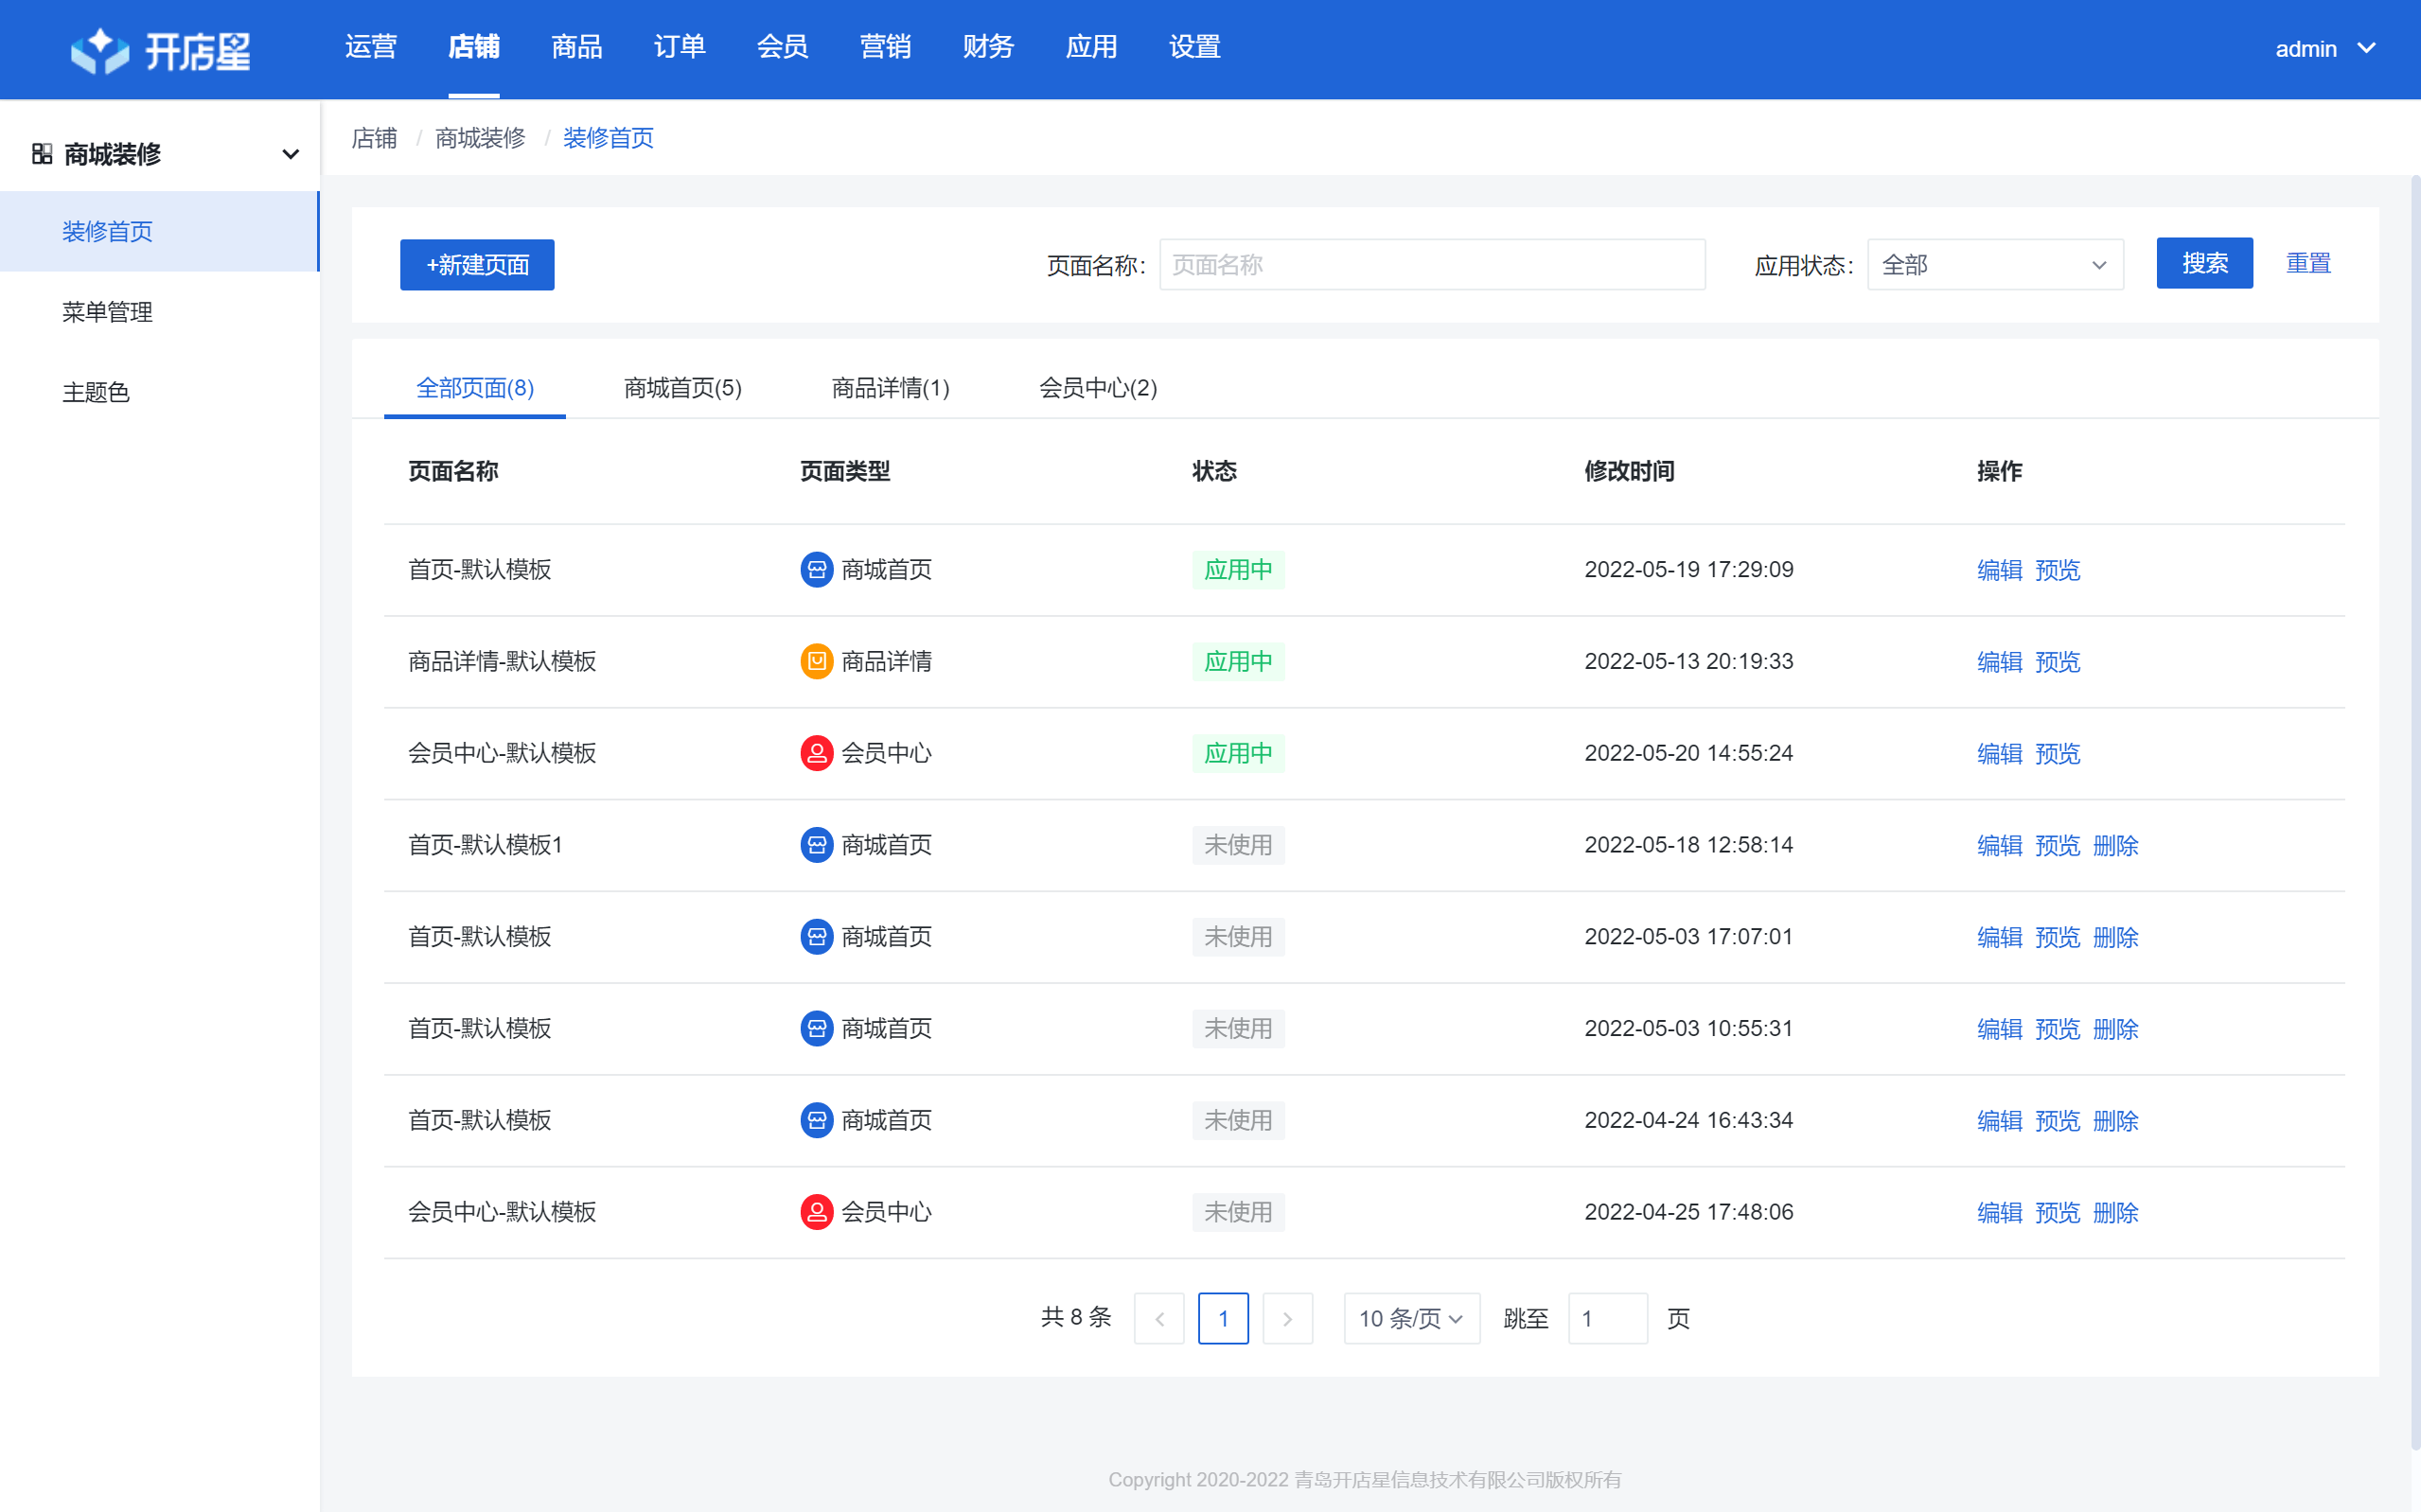 开店星 运营 店铺 商品 订单 会员 营销 财务 应用 设置 admin
商城装修
装修首页
菜单管理
主题色
店铺 / 商城装修 / 装修首页
+新建页面 页面名称: 页面名称 应用状态: 全部 搜索 重置
全部页面(8) 商城首页(5) 商品详情(1) 会员中心(2)
页面名称 页面类型 状态 修改时间 操作
首页-默认模板 商城首页 应用中 2022-05-19 17:29:09 编辑 预览
商品详情-默认模板 商品详情 应用中 2022-05-13 20:19:33 编辑 预览
会员中心-默认模板 会员中心 应用中 2022-05-20 14:55:24 编辑 预览
首页-默认模板1 商城首页 未使用 2022-05-18 12:58:14 编辑 预览 删除
首页-默认模板 商城首页 未使用 2022-05-03 17:07:01 编辑 预览 删除
首页-默认模板 商城首页 未使用 2022-05-03 10:55:31 编辑 预览 删除
首页-默认模板 商城首页 未使用 2022-04-24 16:43:34 编辑 预览 删除
会员中心-默认模板 会员中心 未使用 2022-04-25 17:48:06 编辑 预览 删除
共 8 条 < 1 > 10 条/页 跳至 1 页
Copyright 2020-2022 青岛开店星信息技术有限公司版权所有